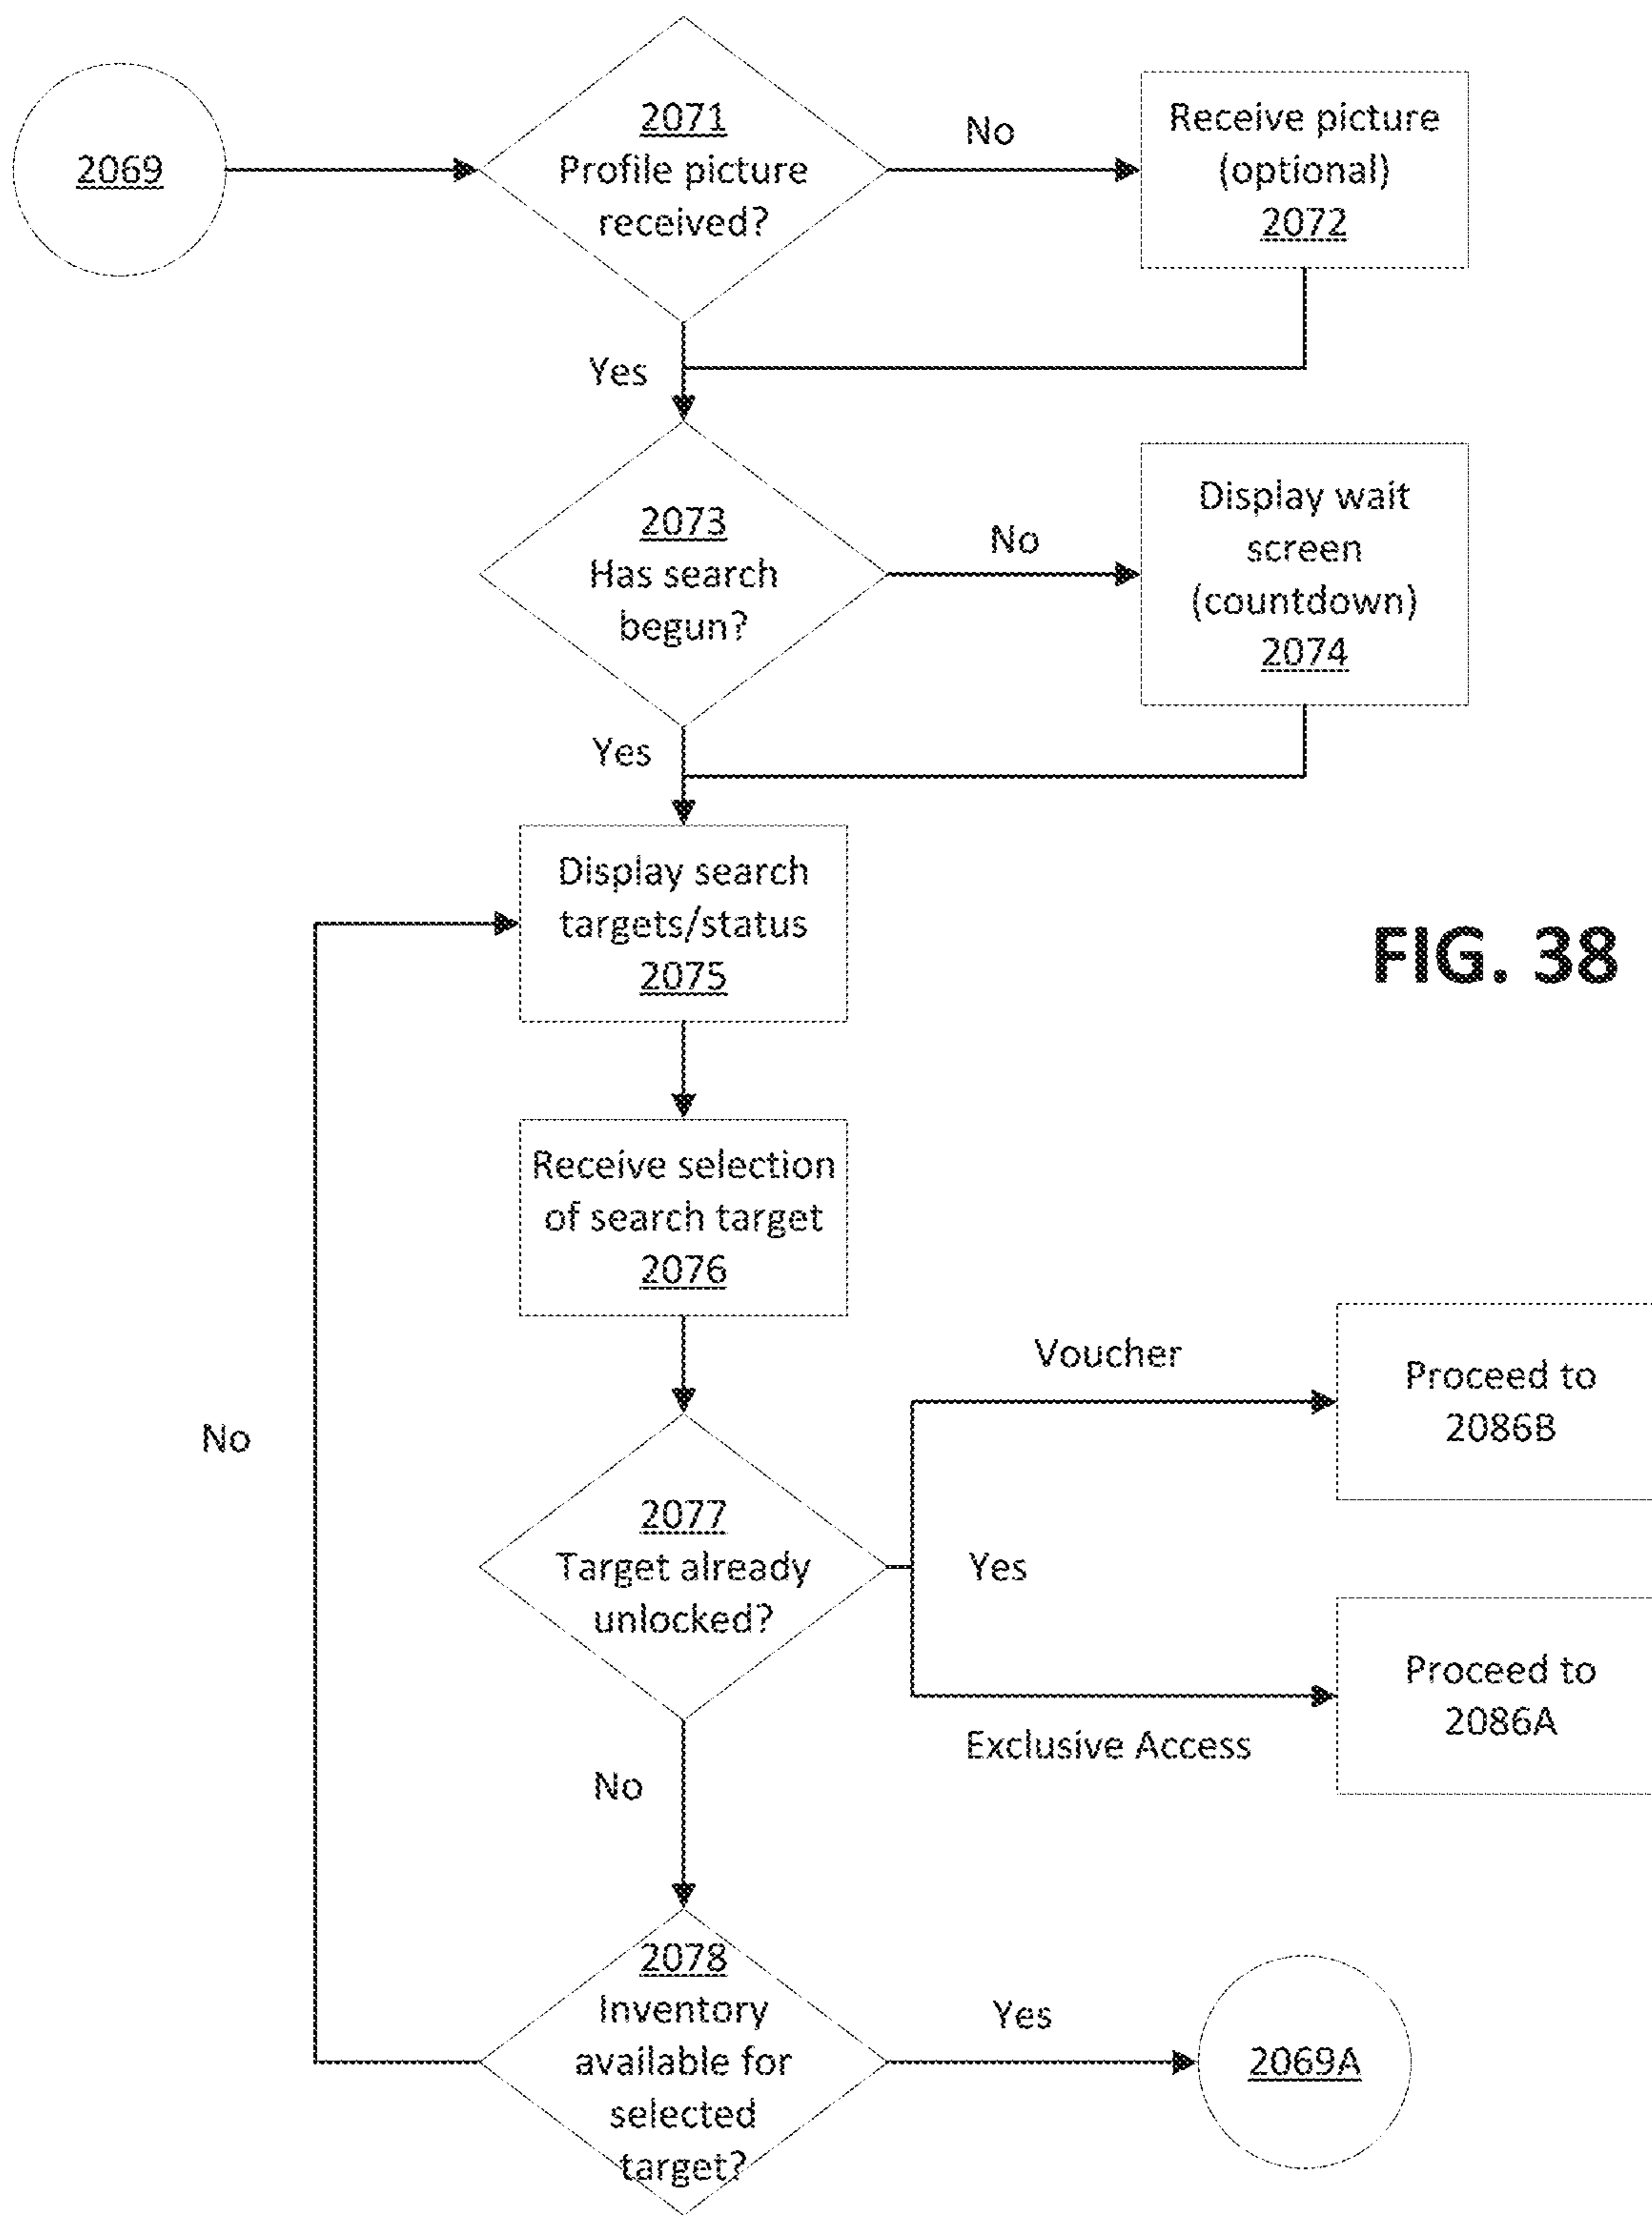 2069
2071
Profile picture
received?
No
Receive picture
(optional)
2072
Yes
2073
Has search
begun?
No
Display wait
screen
(countdown)
2074
Yes
Display search
targets/status
2075
FIG. 38
Receive selection
of search target
2076
No
2077
Target already
unlocked?
Voucher
Proceed to
2086B
Yes
Exclusive Access
Proceed to
2086A
No
2078
Inventory
available for
selected
target?
Yes
2069A